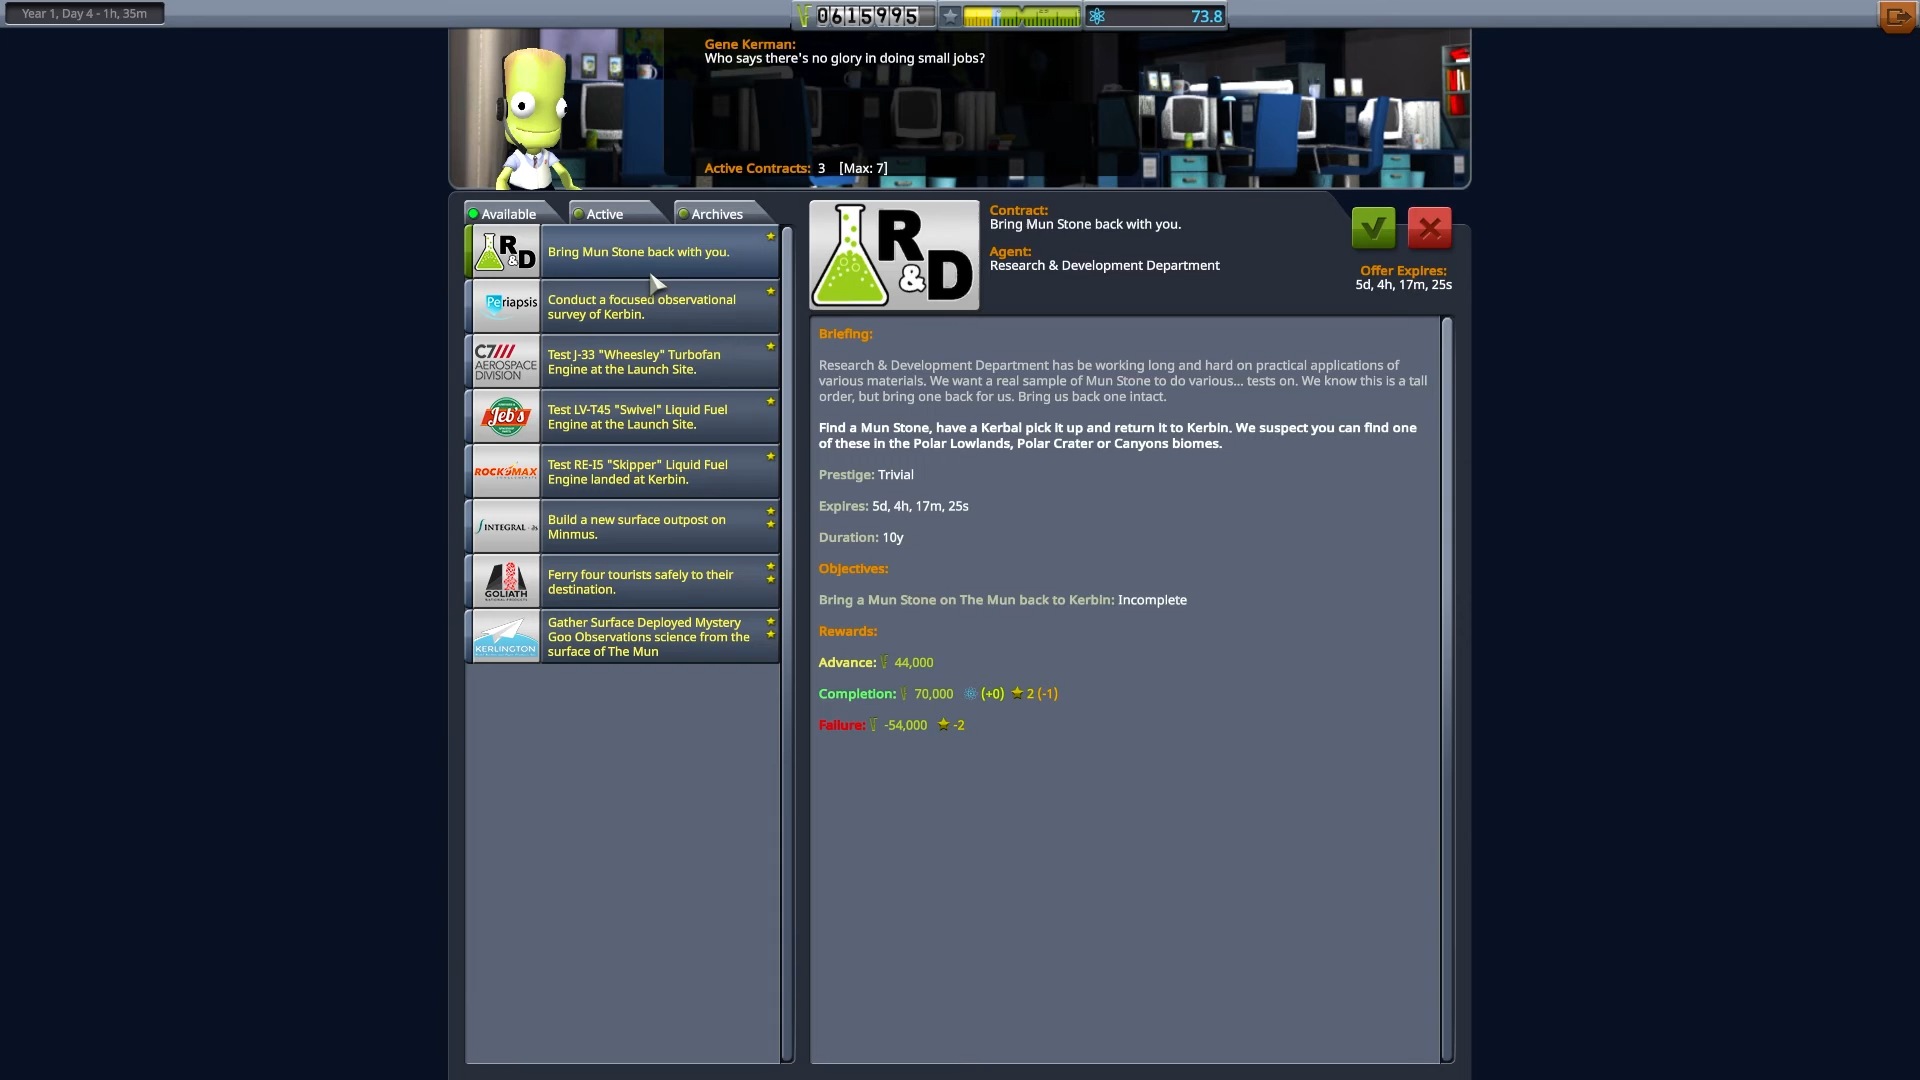 Year 1, Day 4 - 1h, 35m
0615995
73.8
Gene Kerman:
Who says there's no glory in doing small jobs?
Active Contracts: 3 [Max: 7]
Available
Active
Archives
R&D
Bring Mun Stone back with you.
Periapsis
Conduct a focused observational
survey of Kerbin.
C7
AEROSPACE
DIVISION
Test J-33 "Wheesley" Turbofan
Engine at the Launch Site.
Jeb's
Test LV-T45 "Swivel" Liquid Fuel
Engine at the Launch Site.
ROCKOMAX
Test RE-I5 "Skipper" Liquid Fuel
Engine landed at Kerbin.
INTEGRAL
Build a new surface outpost on
Minmus.
GOLIATH
NATIONAL PRODUCTS
Ferry four tourists safely to their
destination.
KERLINGTON
Gather Surface Deployed Mystery
Goo Observations science from the
surface of The Mun
R&D
Contract:
Bring Mun Stone back with you.
Agent:
Research & Development Department
Offer Expires:
5d, 4h, 17m, 25s
Briefing:
Research & Development Department has be working long and hard on practical applications of
various materials. We want a real sample of Mun Stone to do various... tests on. We know this is a tall
order, but bring one back for us. Bring us back one intact.
Find a Mun Stone, have a Kerbal pick it up and return it to Kerbin. We suspect you can find one
of these in the Polar Lowlands, Polar Crater or Canyons biomes.
Prestige: Trivial
Expires: 5d, 4h, 17m, 25s
Duration: 10y
Objectives:
Bring a Mun Stone on The Mun back to Kerbin: Incomplete
Rewards:
Advance: 44,000
Completion: 70,000 (+0) 2 (-1)
Failure: -54,000 -2